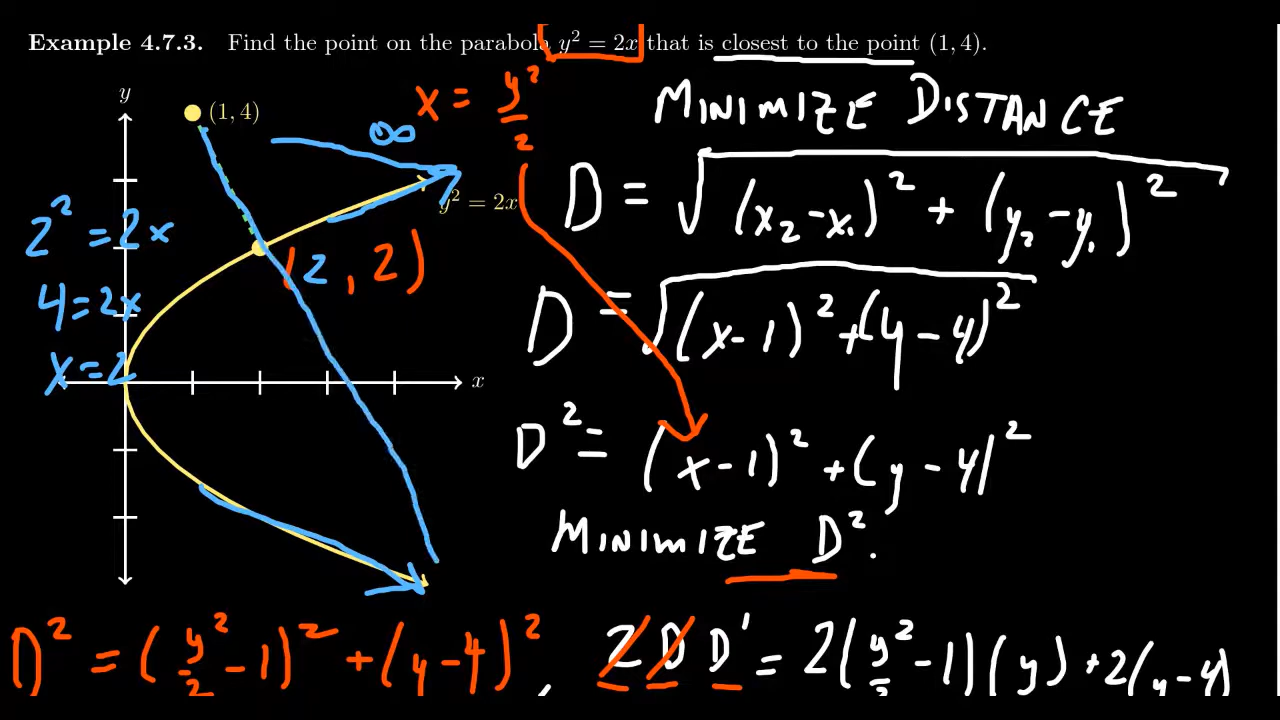 Example 4.7.3. Find the point on the parabola y² = 2x that is closest to the point (1, 4).
y
(1, 4)
x = y²/2
MINIMIZE DISTANCE
∞
D = √((x₂ - x₁)² + (y₂ - y₁)²)
y² = 2x
2² = 2x
(2, 2)
4 = 2x
D = √((x - 1)² + (y - 4)²)
x = 2
x
D² = (x - 1)² + (y - 4)²
MINIMIZE D².
D² = (y²/2 - 1)² + (y - 4)², 2DD' = 2(y²/2 - 1)(y) + 2(y - 4)